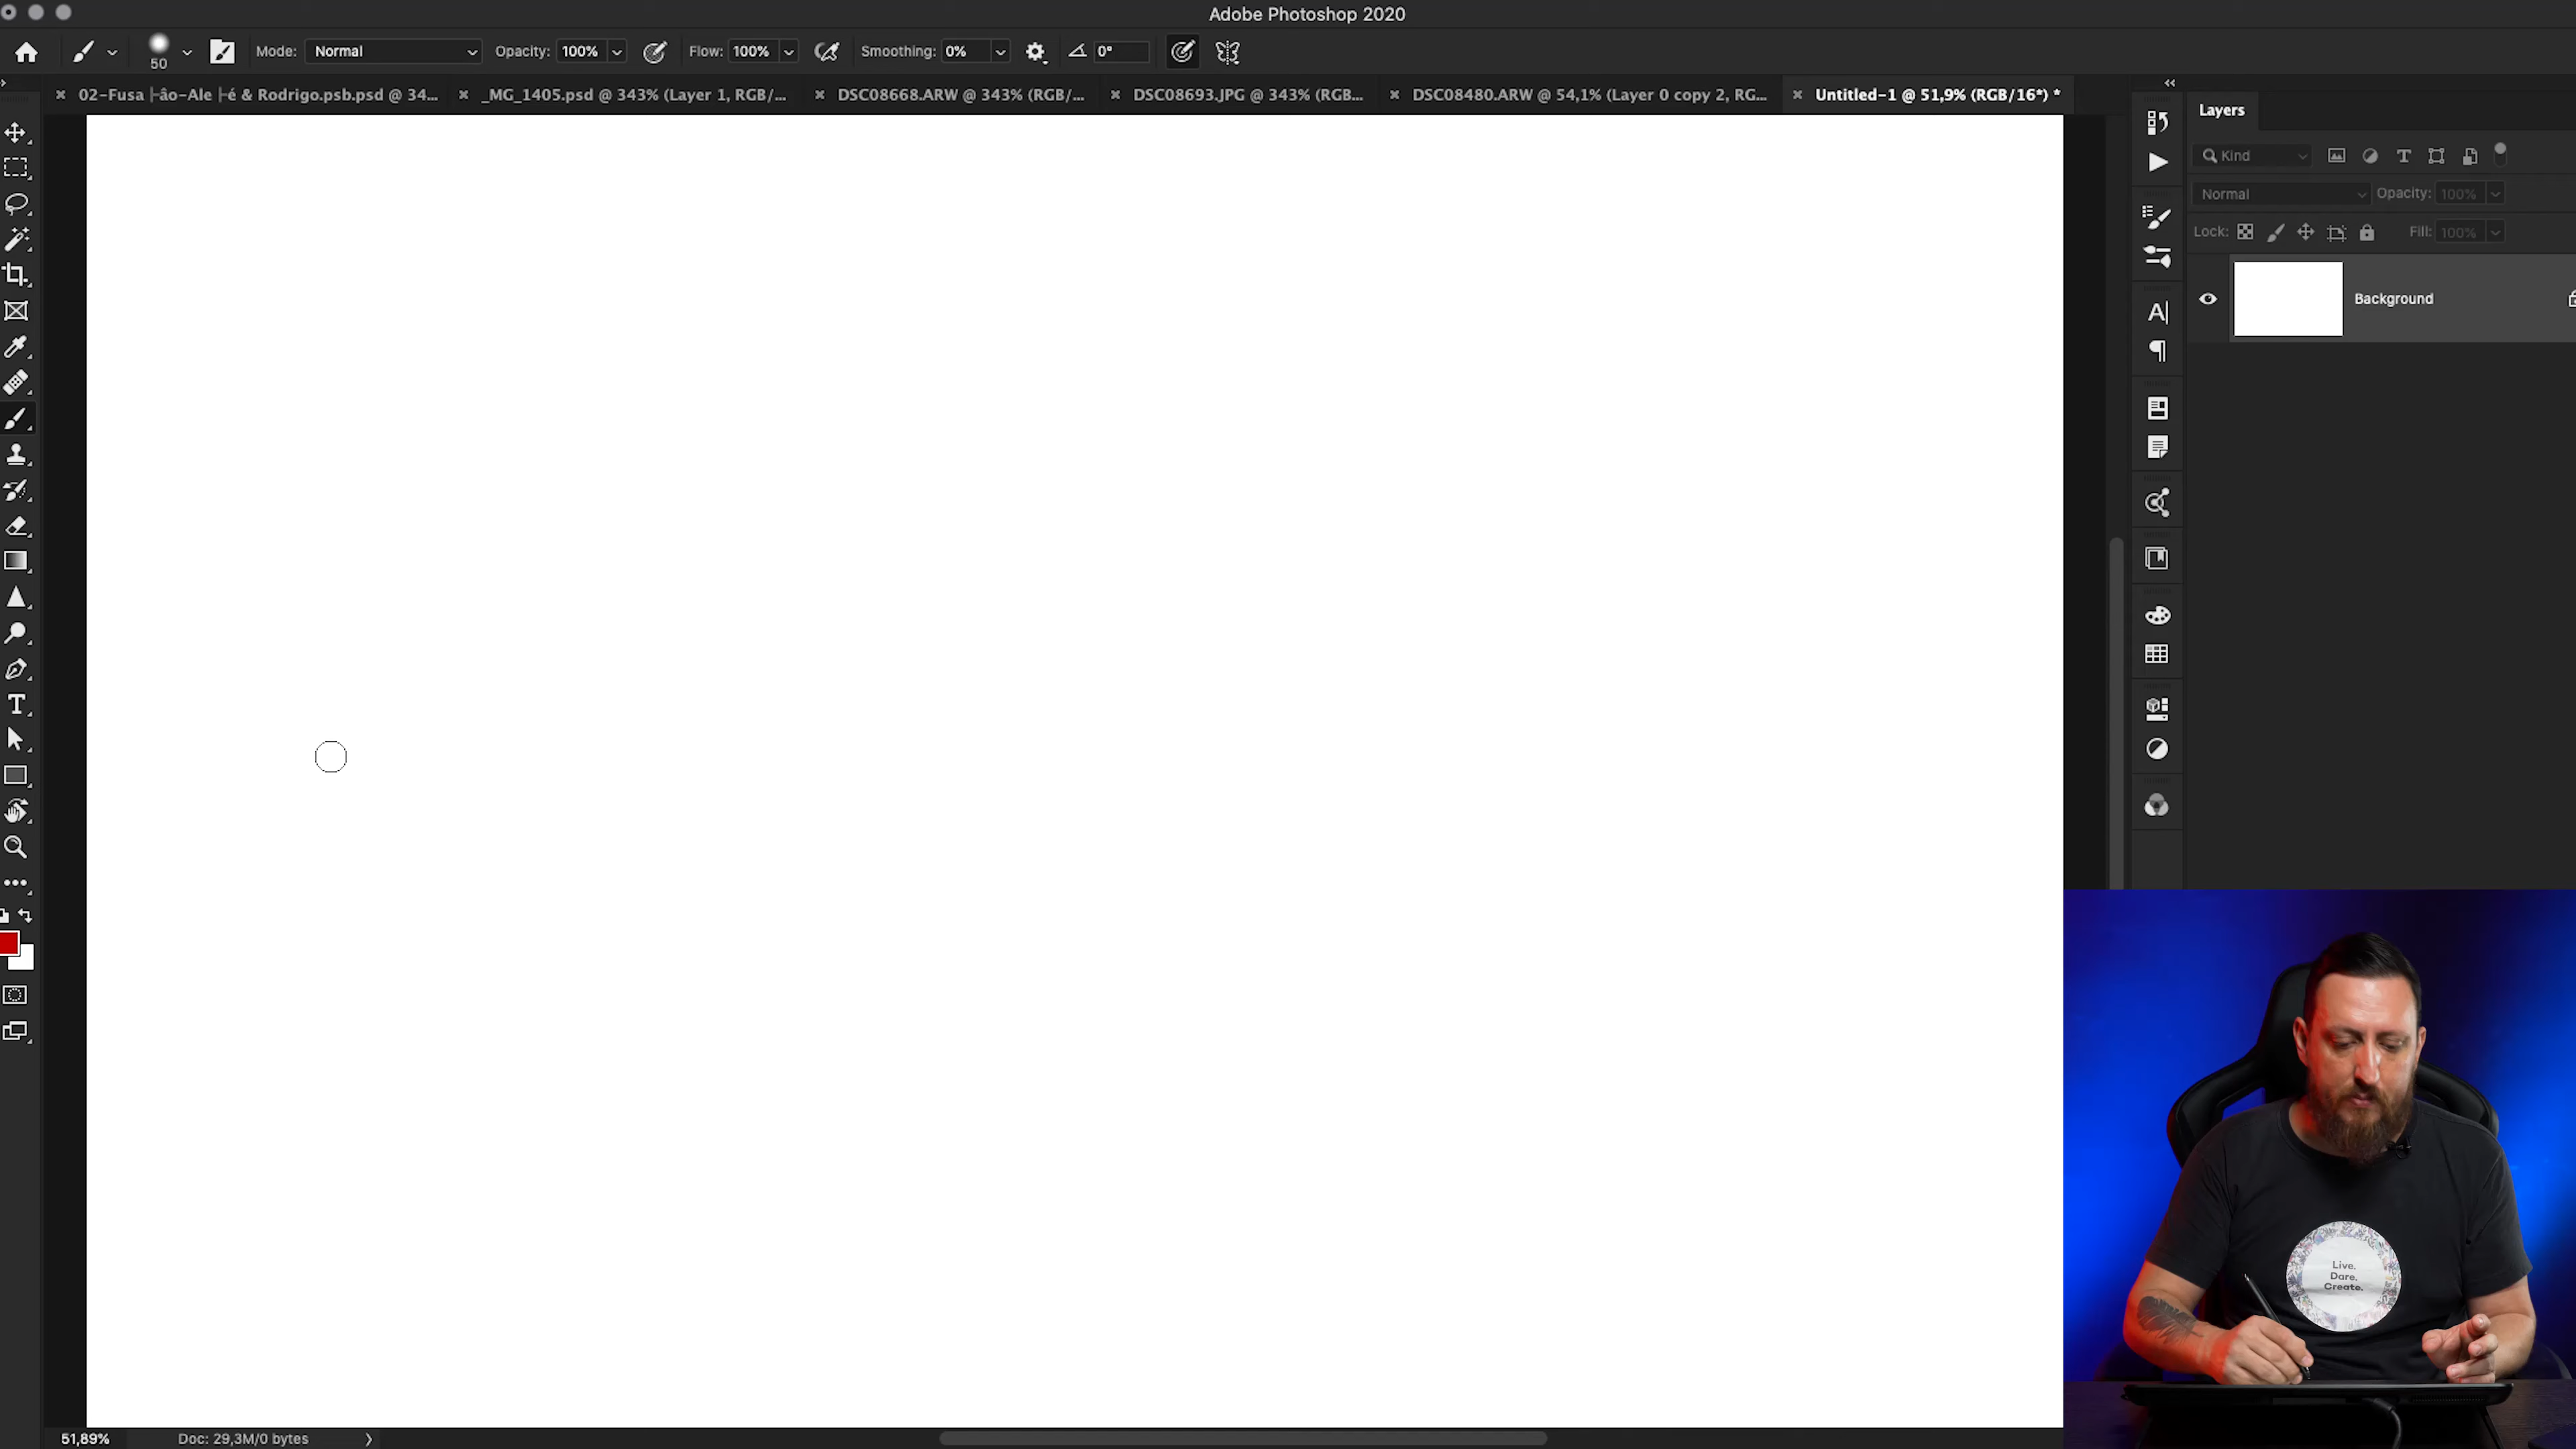 Adobe Photoshop 2020
50
Mode: Normal Opacity: 100% Flow: 100% Smoothing: 0% 0°
02-Fusa ├âo-Ale ├é & Rodrigo.psb.psd @ 34... _MG_1405.psd @ 343% (Layer 1, RGB/... DSC08668.ARW @ 343% (RGB/... DSC08693.JPG @ 343% (RGB... DSC08480.ARW @ 54,1% (Layer 0 copy 2, RG... Untitled-1 @ 51,9% (RGB/16*) *
Layers
Kind
Normal Opacity: 100%
Lock: Fill: 100%
Background
Live.
Dare.
Create.
51,89% Doc: 29,3M/0 bytes